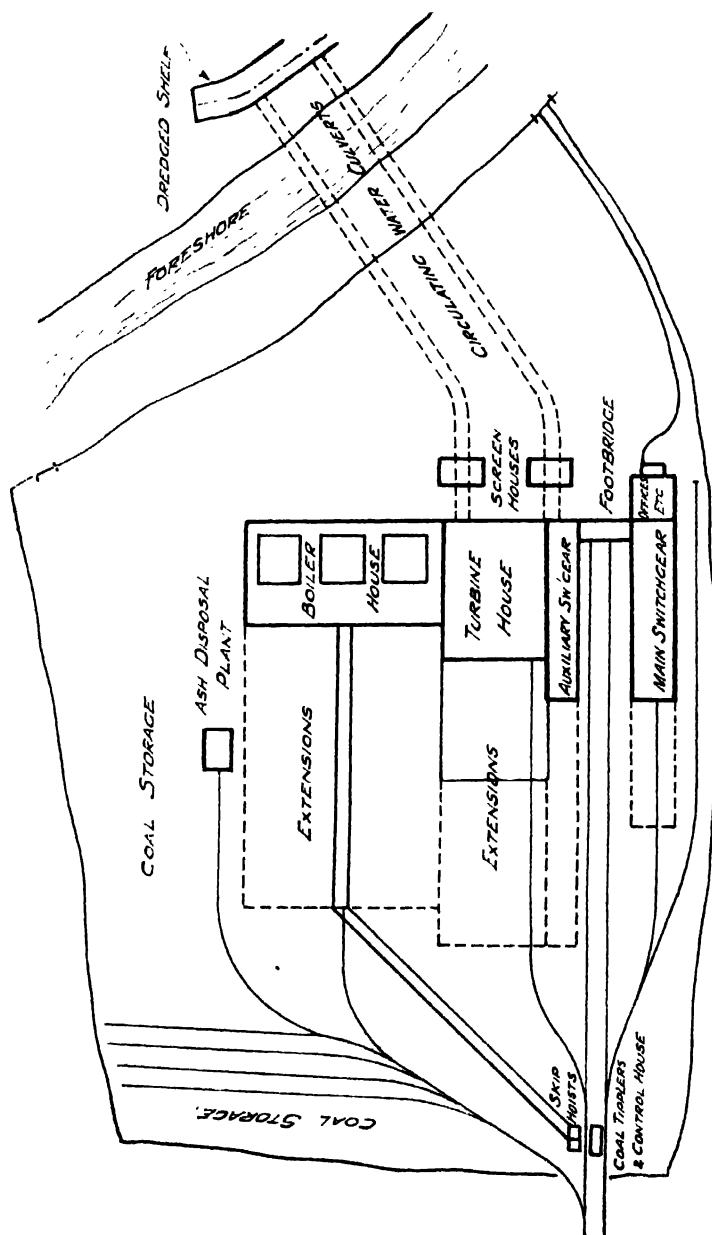 DREDGED SHELF
FORESHORE
CIRCULATING WATER CULVERTS
SCREEN
HOUSES
FOOTBRIDGE
OFFICES
ETC
BOILER
HOUSE
TURBINE
HOUSE
AUXILIARY SW'GEAR
MAIN SWITCHGEAR
ASH DISPOSAL
PLANT
COAL STORAGE
EXTENSIONS
EXTENSIONS
COAL STORAGE.
SKIP
HOISTS
COAL TIPPLERS
& CONTROL HOUSE